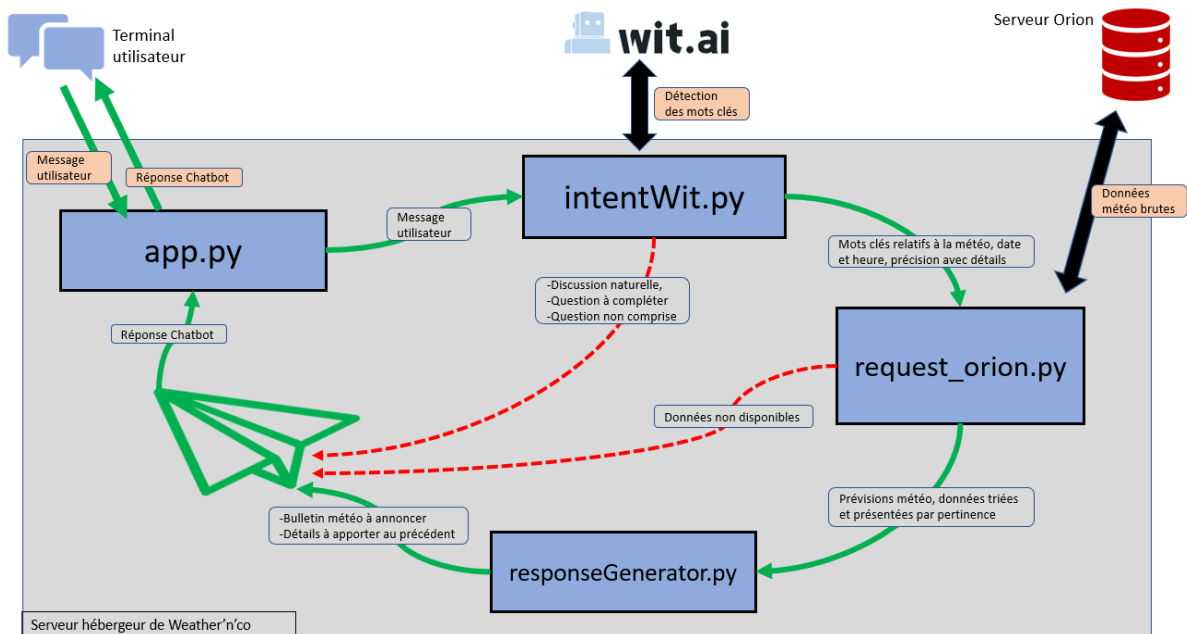 Terminal
utilisateur
wit.ai
Serveur Orion
Détection
des mots clés
Message
utilisateur
Réponse Chatbot
Données
météo brutes
app.py
Message
utilisateur
intentWit.py
Mots clés relatifs à la météo, date
et heure, précision avec détails
-Discussion naturelle,
-Question à compléter
-Question non comprise
Réponse Chatbot
request_orion.py
Données non disponibles
Prévisions météo, données triées
et présentées par pertinence
-Bulletin météo à annoncer
-Détails à apporter au précédent
responseGenerator.py
Serveur hébergeur de Weather’n’co